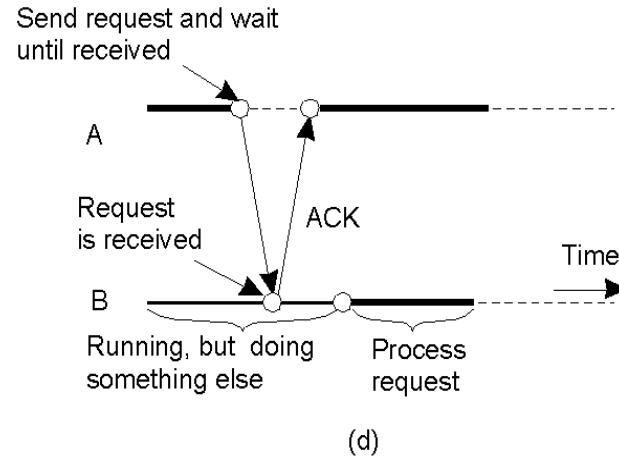 Send request and wait
until received
A
Request
is received
ACK
Time
B
Running, but doing
something else
Process
request
(d)